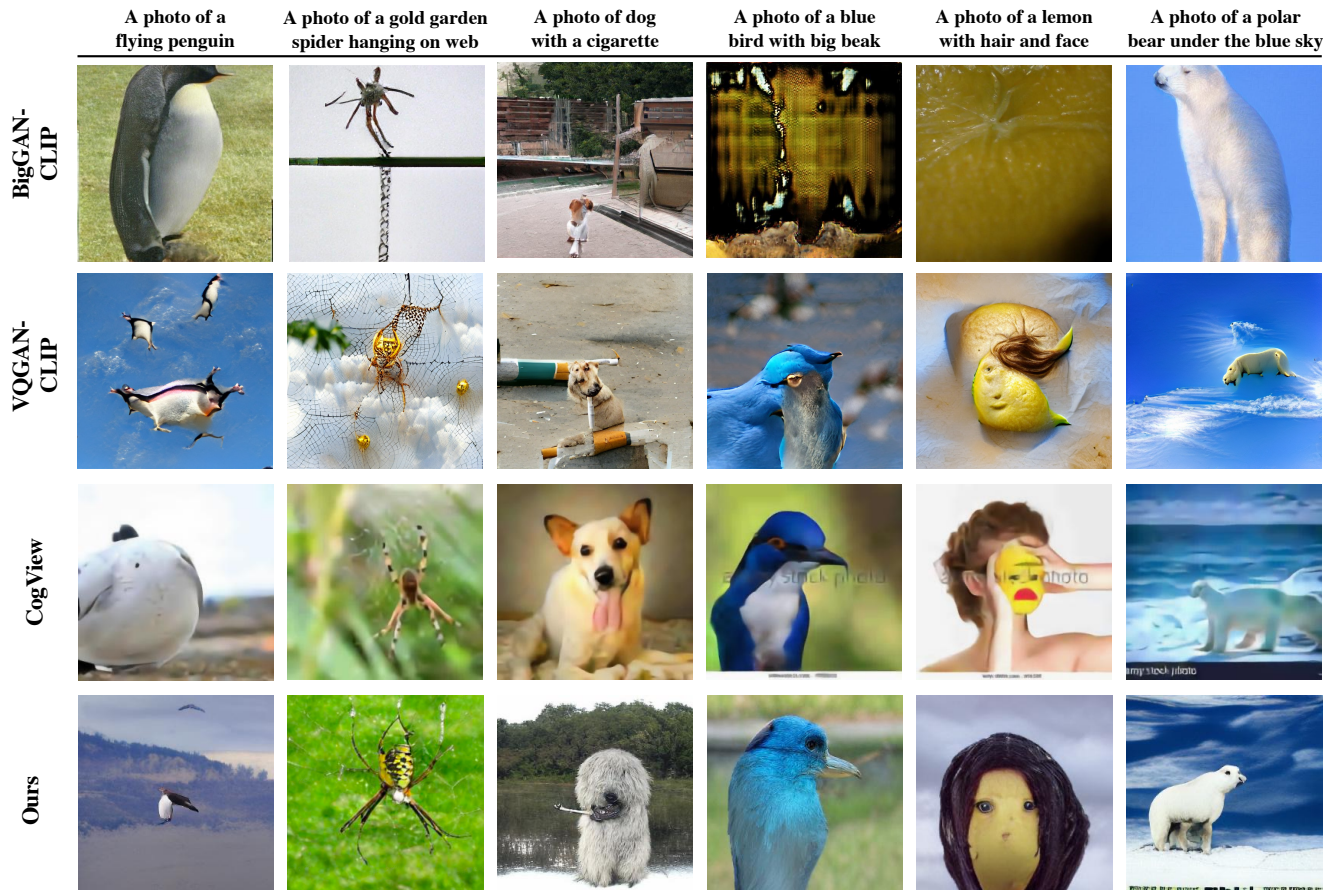 A photo of a
flying penguin
A photo of a gold garden
spider hanging on web
A photo of dog
with a cigarette
A photo of a blue
bird with big beak
A photo of a lemon
with hair and face
A photo of a polar
bear under the blue sky
BigGAN-
CLIP
VQGAN-
CLIP
CogView
stock photo
Ours